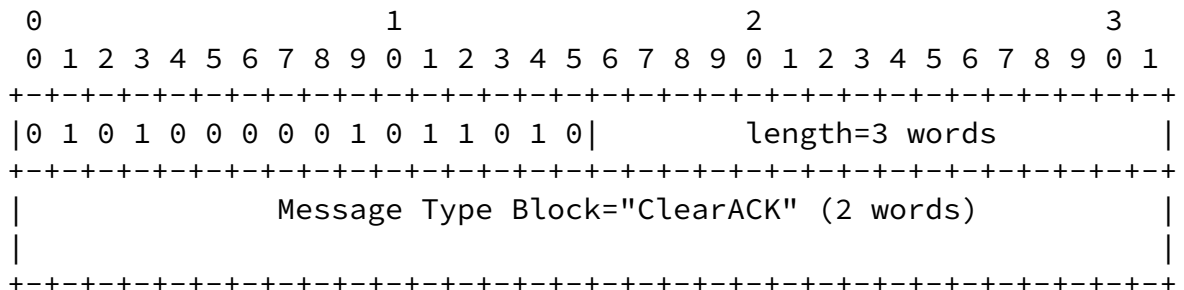 0                   1                   2                   3
 0 1 2 3 4 5 6 7 8 9 0 1 2 3 4 5 6 7 8 9 0 1 2 3 4 5 6 7 8 9 0 1
+-+-+-+-+-+-+-+-+-+-+-+-+-+-+-+-+-+-+-+-+-+-+-+-+-+-+-+-+-+-+-+-+
|0 1 0 1 0 0 0 0 0 1 0 1 1 0 1 0|        length=3 words         |
+-+-+-+-+-+-+-+-+-+-+-+-+-+-+-+-+-+-+-+-+-+-+-+-+-+-+-+-+-+-+-+-+
|              Message Type Block="ClearACK" (2 words)          |
|                                                               |
+-+-+-+-+-+-+-+-+-+-+-+-+-+-+-+-+-+-+-+-+-+-+-+-+-+-+-+-+-+-+-+-+